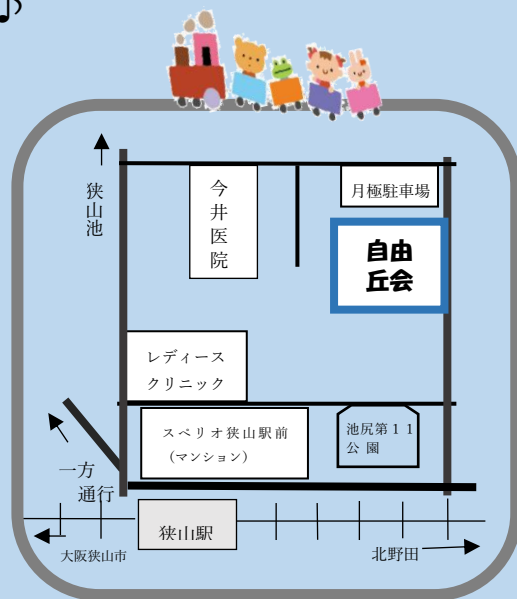 ♪
狭山池
今井医院
月極駐車場
自由
丘会
レディース
クリニック
スペリオ狭山駅前
（マンション）
池尻第１１
公 園
一方
通行
狭山駅
大阪狭山市
北野田